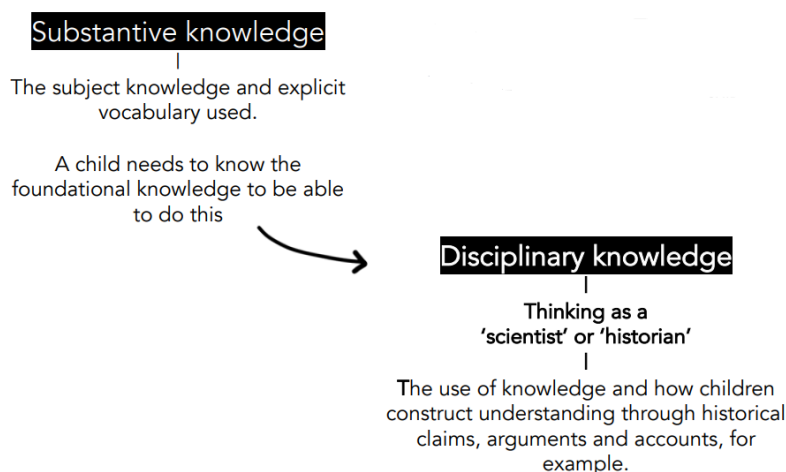 Substantive knowledge
The subject knowledge and explicit
vocabulary used.
A child needs to know the
foundational knowledge to be able
to do this
Disciplinary knowledge
Thinking as a
‘scientist’ or ‘historian’
The use of knowledge and how children
construct understanding through historical
claims, arguments and accounts, for
example.